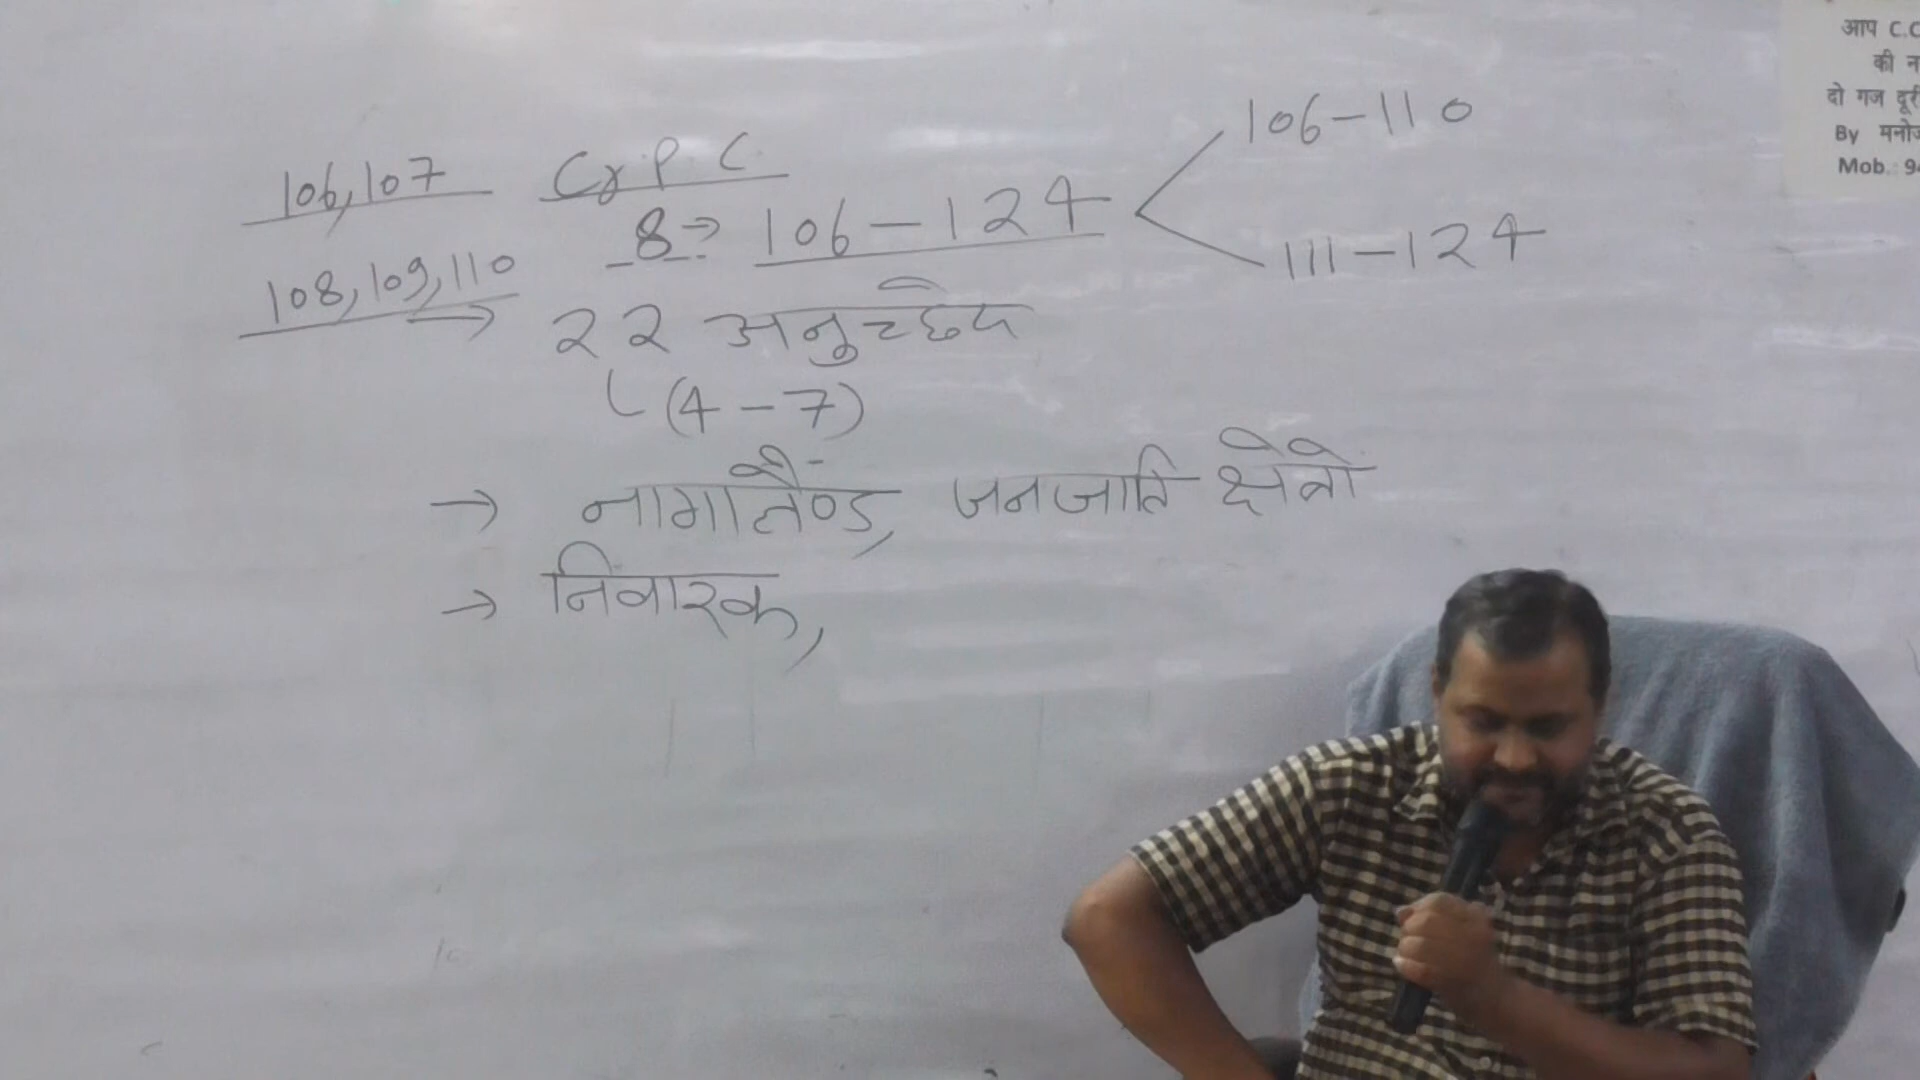 106, 107 CrPC
8 → 106 – 124 < 106 – 110
111 – 124
108, 109, 110
→ 22 अनुच्छेद
(4 – 7)
→ नागालैण्ड, जनजाति क्षेत्रो
→ निवारक,
आप C.C
की न
दो गज दूरी
By मनोज
Mob.: 94